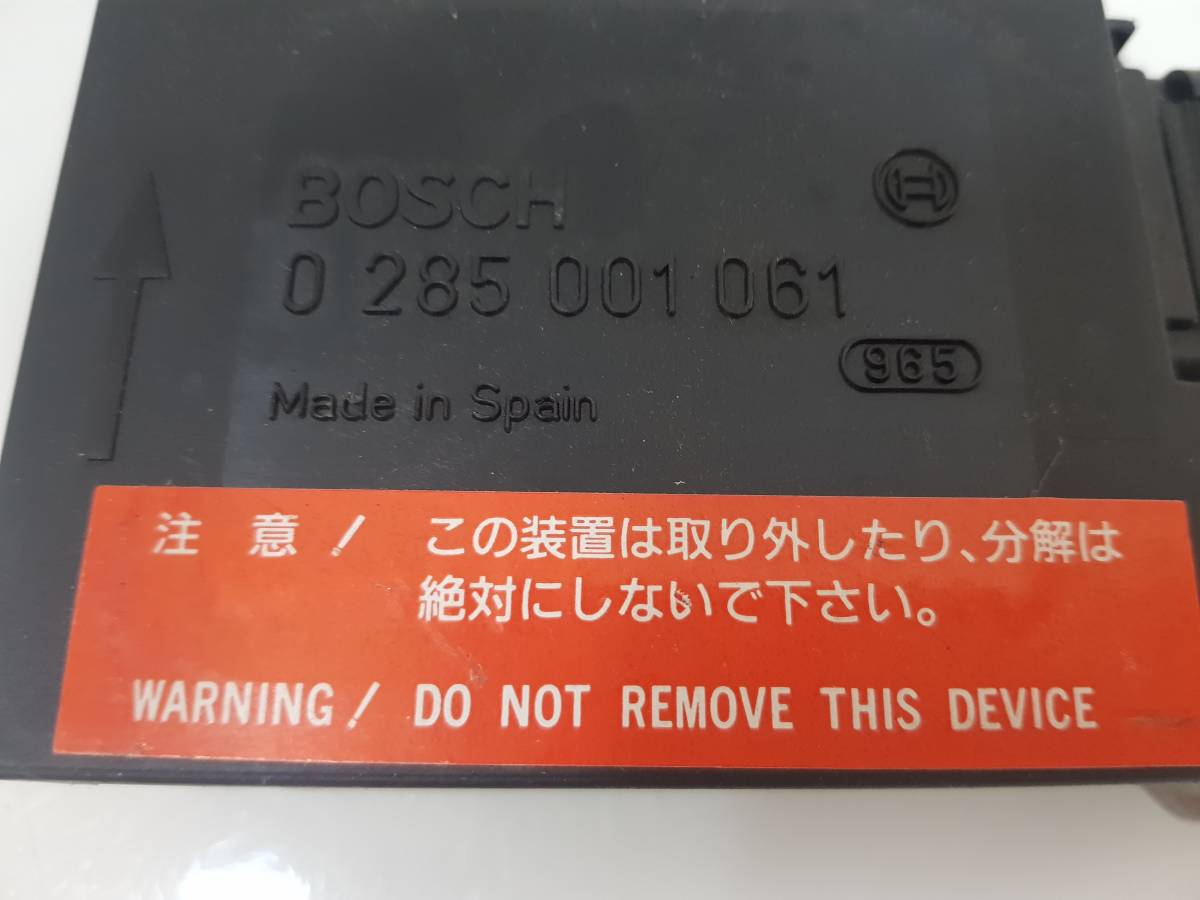 BOSCH
0 285 001 061
965
Made in Spain
注 意 ! この装置は取り外したり、分解は
絶対にしないで下さい。
WARNING! DO NOT REMOVE THIS DEVICE